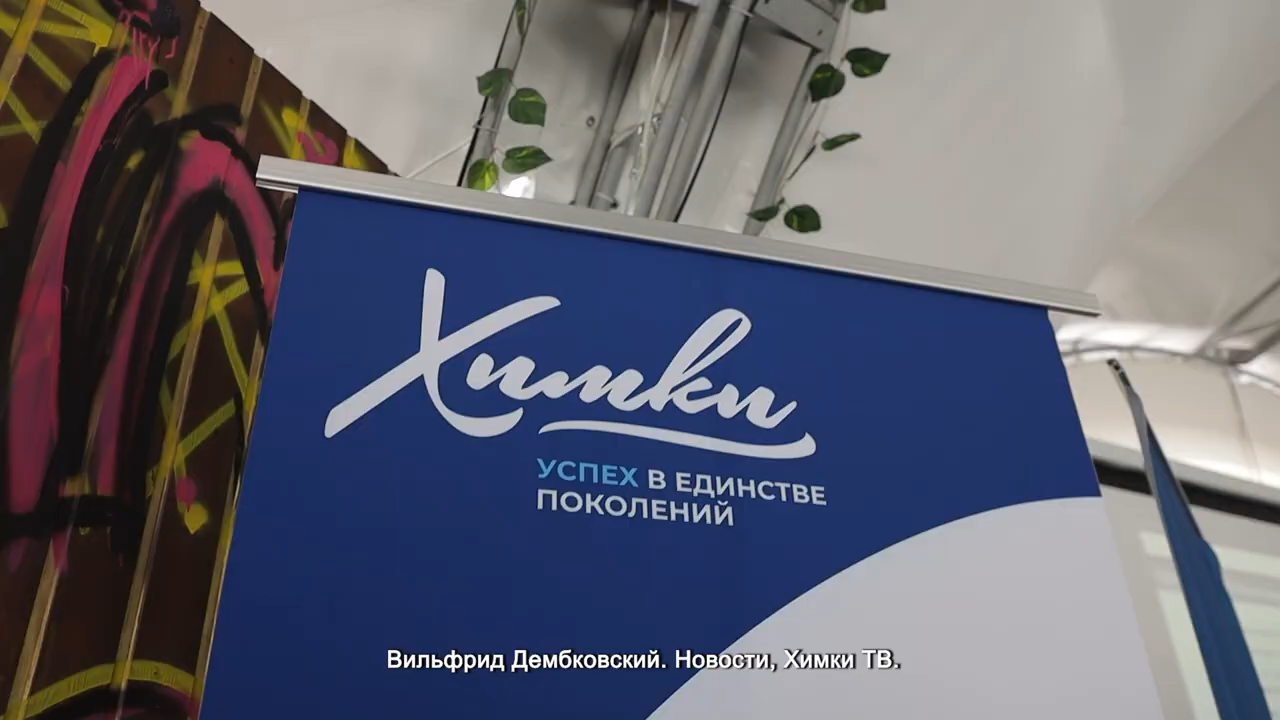 Химки
УСПЕХ В ЕДИНСТВЕ
ПОКОЛЕНИЙ
Вильфрид Дембковский. Новости, Химки ТВ.